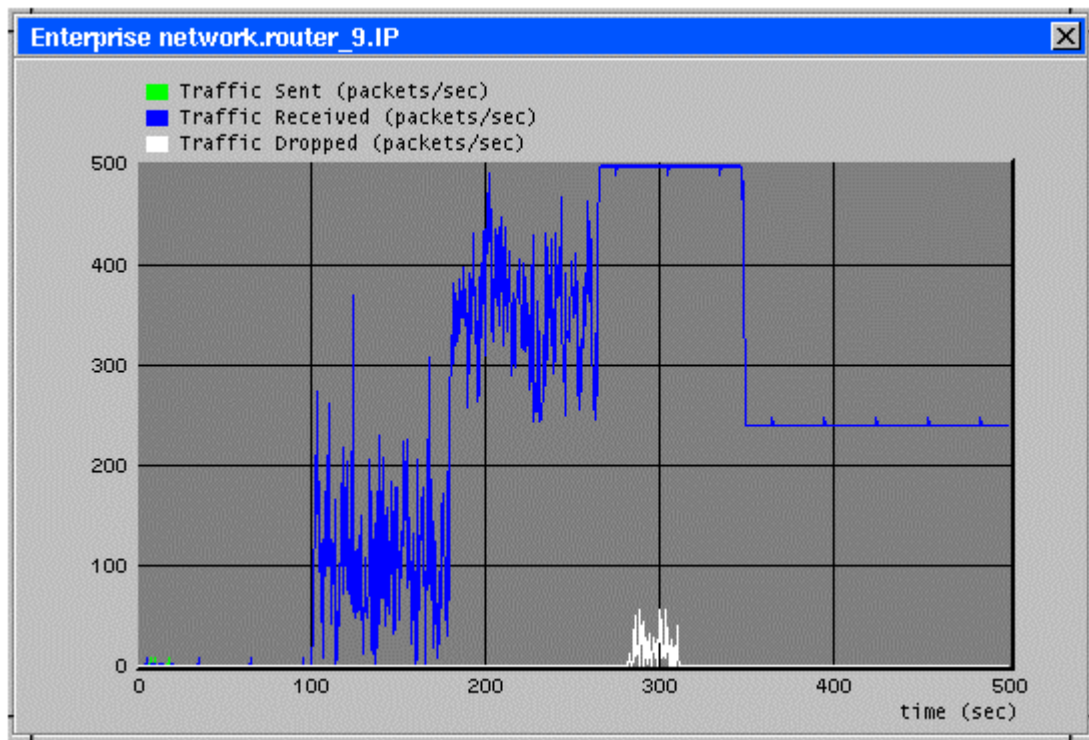 Enterprise network.router_9.IP
Traffic Sent (packets/sec)
Traffic Received (packets/sec)
Traffic Dropped (packets/sec)
500
400
300
200
100
0
0 100 200 300 400 500
time (sec)